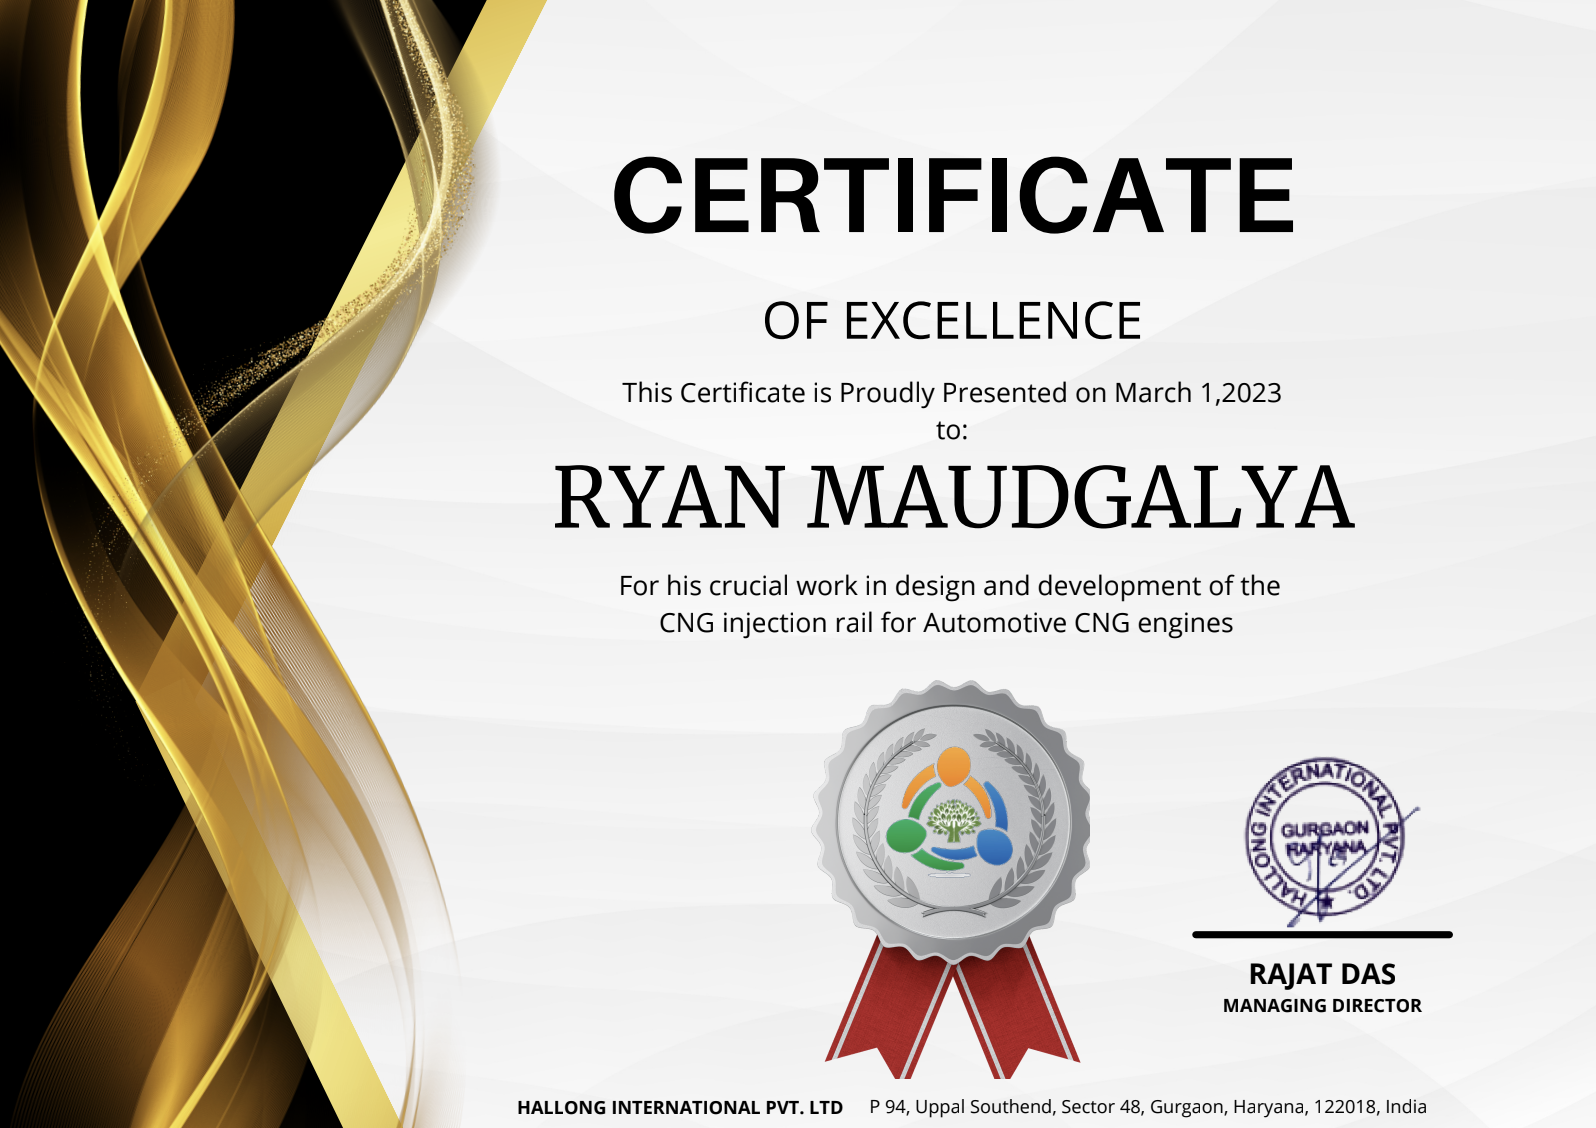 CERTIFICATE
OF EXCELLENCE
This Certificate is Proudly Presented on March 1,2023
to:
RYAN MAUDGALYA
For his crucial work in design and development of the
CNG injection rail for Automotive CNG engines
HALLONG INTERNATIONAL PVT. LTD.
GURGAON
HARYANA
RAJAT DAS
MANAGING DIRECTOR
HALLONG INTERNATIONAL PVT. LTD P 94, Uppal Southend, Sector 48, Gurgaon, Haryana, 122018, India